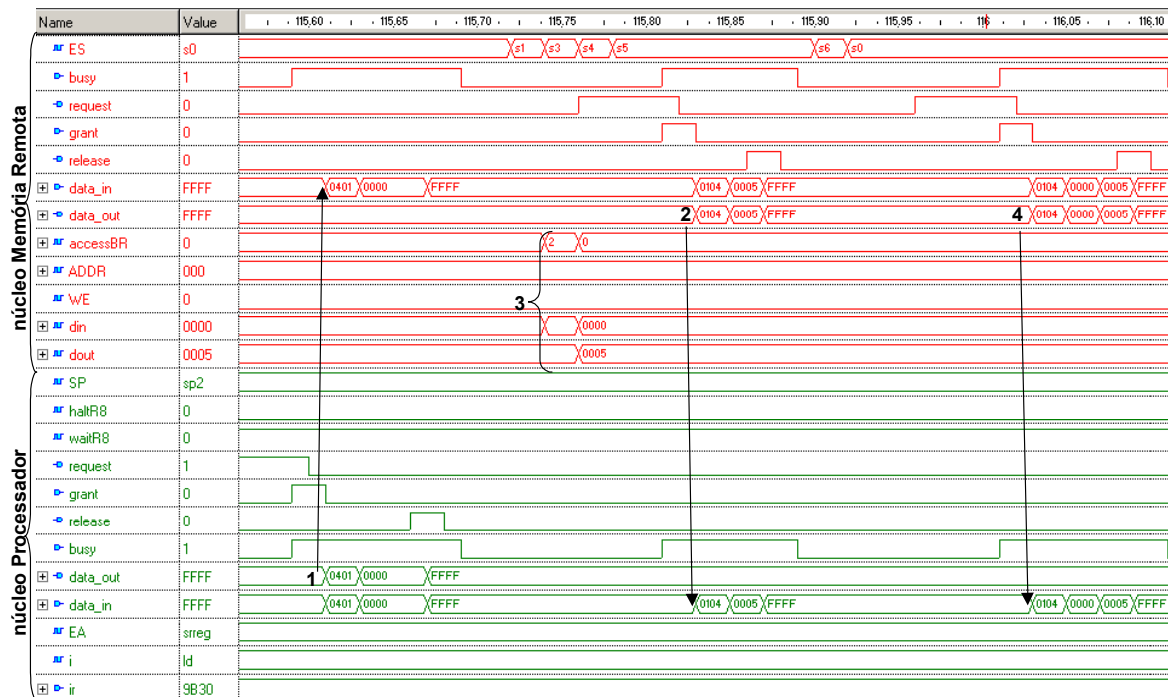 Name Value 115,60 115,65 115,70 115,75 115,80 115,85 115,90 115,95 116 116,05 116,10
núcleo Memória Remota
ES s0 s1 s3 s4 s5 s6 s0
busy 1
request 0
grant 0
release 0
data_in FFFF 0401 0000 FFFF 0104 0005 FFFF 0104 0000 0005 FFFF
data_out FFFF 2 0104 0005 FFFF 4 0104 0000 0005 FFFF
accessBR 0 2 0
ADDR 000
WE 0
3
din 0000 0000
dout 0005 0005
núcleo Processador
SP sp2
haltR8 0
waitR8 0
request 1
grant 0
release 0
busy 1
data_out FFFF 1 0401 0000 FFFF
data_in FFFF 0401 0000 FFFF 0104 0005 FFFF 0104 0000 0005 FFFF
EA srreg
i ld
ir 9B30